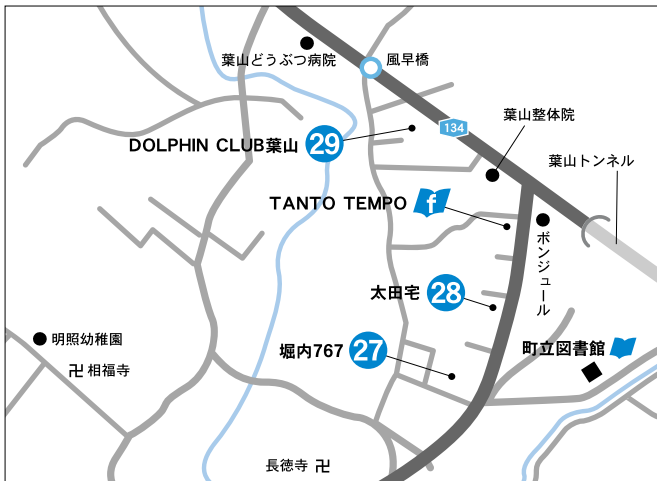 葉山どうぶつ病院
風早橋
134
葉山整体院
DOLPHIN CLUB葉山 29
葉山トンネル
TANTO TEMPO f
ボンジュール
太田宅 28
明照幼稚園
堀内767 27
町立図書館
卍 相福寺
長徳寺 卍